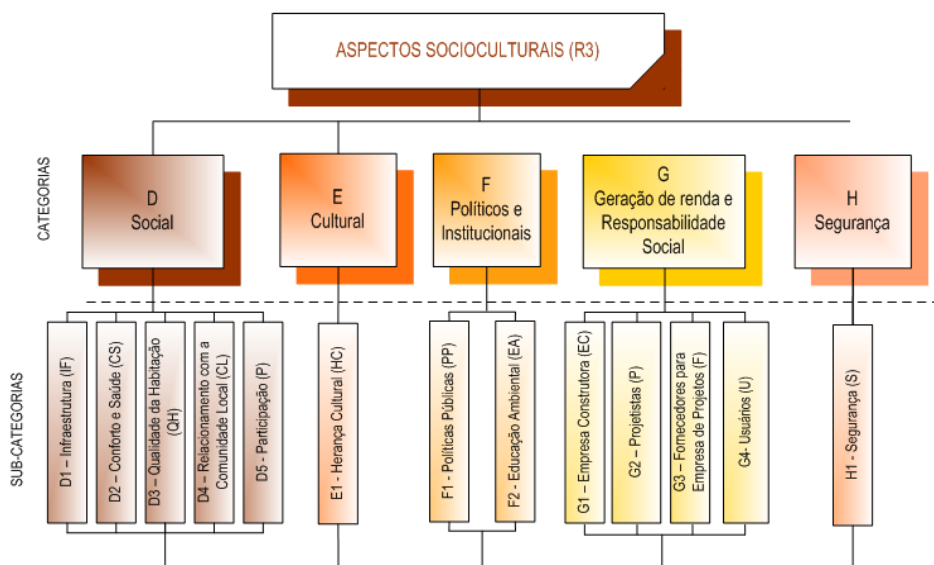 ASPECTOS SOCIOCULTURAIS (R3)
CATEGORIAS
D
Social
E
Cultural
F
Políticos e
Institucionais
G
Geração de renda e
Responsabilidade
Social
H
Segurança
SUB-CATEGORIAS
D1 – Infraestrutura (IF)
D2 – Conforto e Saúde (CS)
D3 – Qualidade da Habitação
(QH)
D4 – Relacionamento com a
Comunidade Local (CL)
D5 - Participação (P)
E1 - Herança Cultural (HC)
F1 - Políticas Públicas (PP)
F2 - Educação Ambiental (EA)
G1 – Empresa Construtora (EC)
G2 – Projetistas (P)
G3 – Fornecedores para
Empresa de Projetos (F)
G4- Usuários (U)
H1 - Segurança (S)